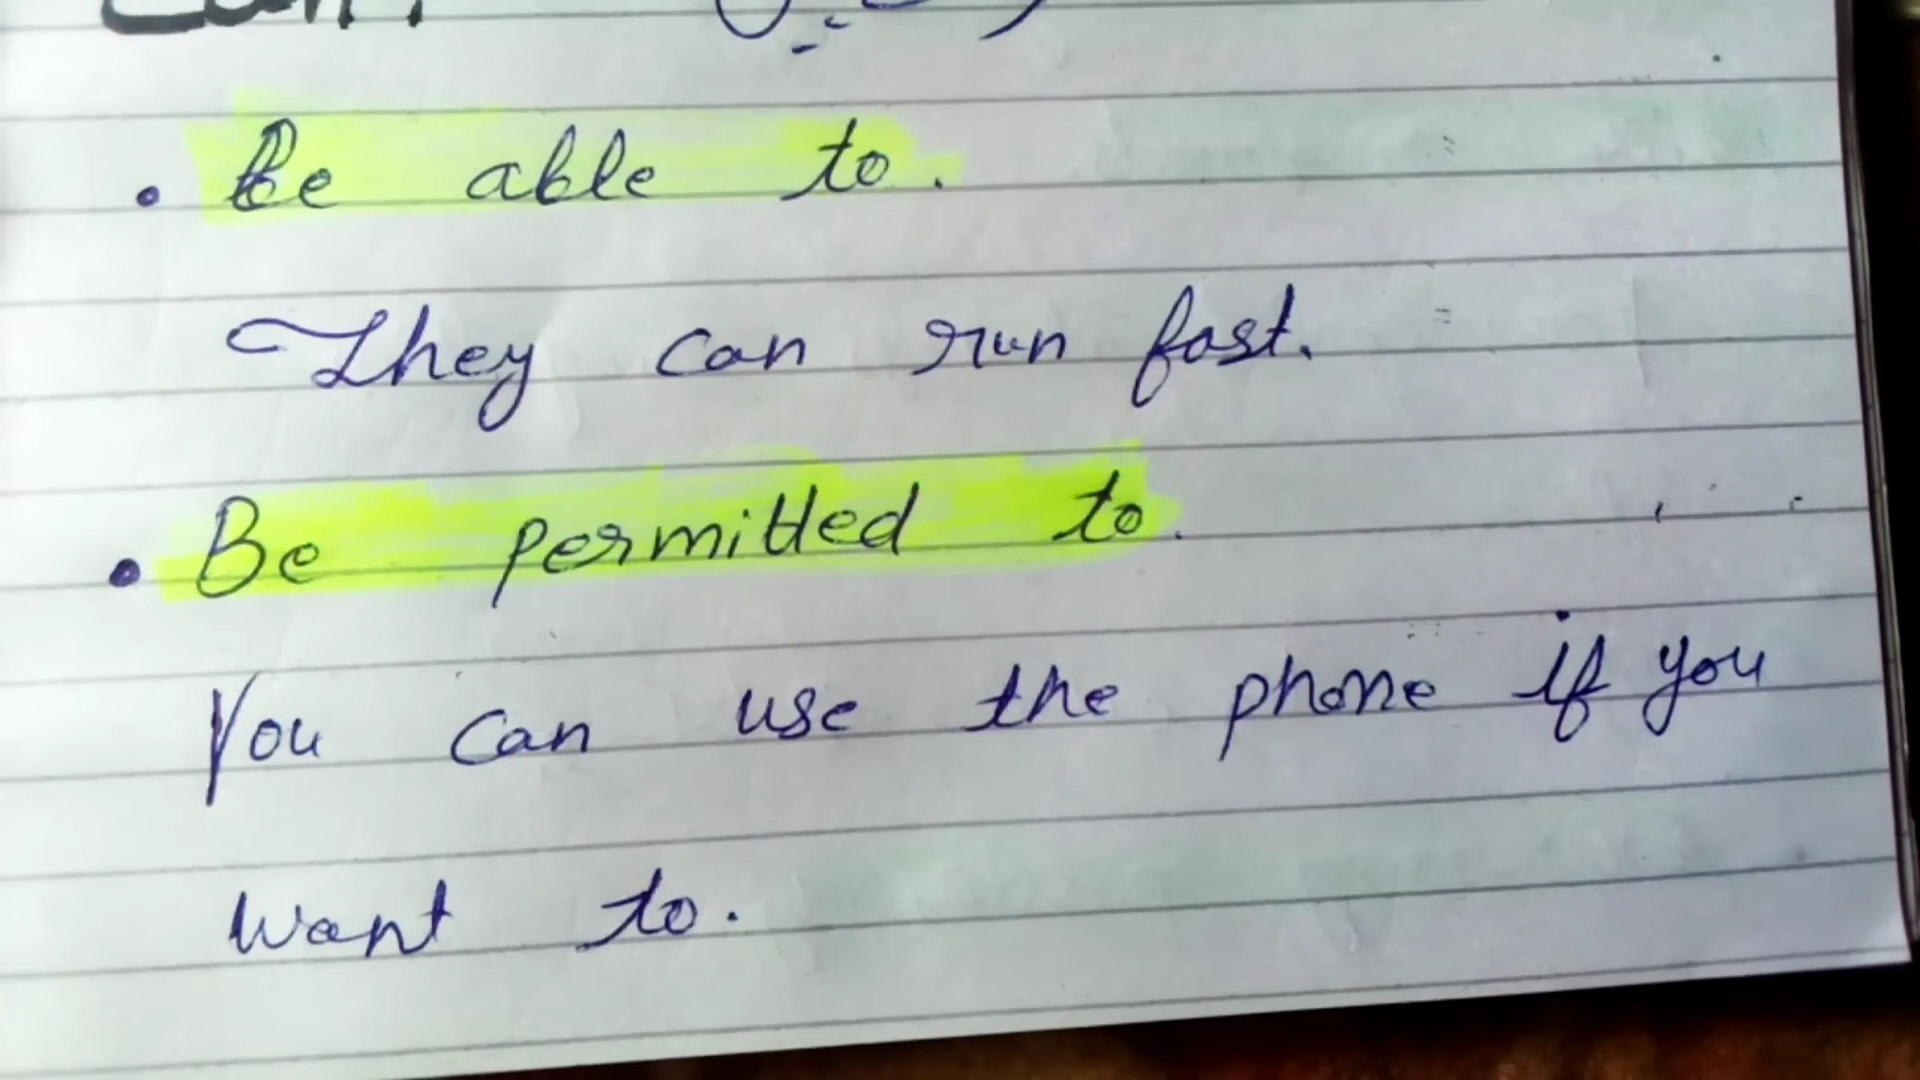 • Be able to.
They can run fast.
• Be permitted to.
You can use the phone if you
want to.